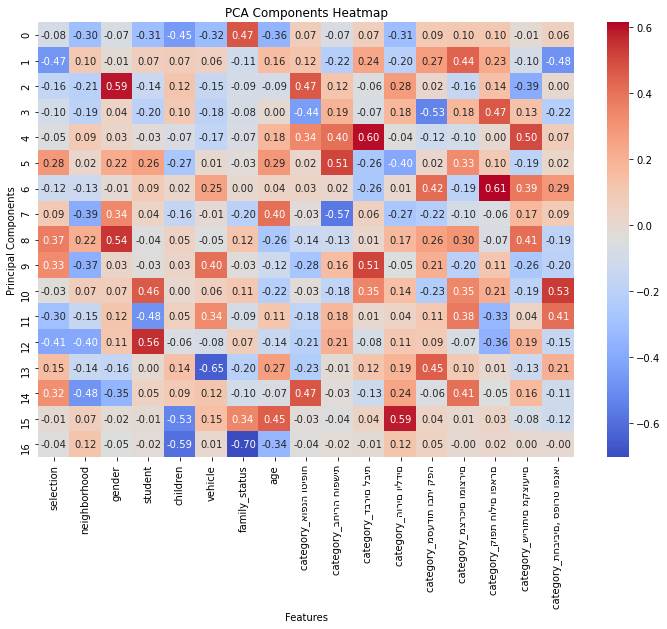 PCA Components Heatmap
0 -0.08 -0.30 -0.07 -0.31 -0.45 -0.32 0.47 -0.36 0.07 -0.07 0.07 -0.31 0.09 0.10 0.10 -0.01 0.06
1 -0.47 0.10 -0.01 0.07 0.07 0.06 -0.11 0.16 0.12 -0.22 0.24 -0.20 0.27 0.44 0.23 -0.10 -0.48
2 -0.16 -0.21 0.59 -0.14 0.12 -0.15 -0.09 -0.09 0.47 0.12 -0.06 0.28 0.02 -0.16 0.14 -0.39 0.00
3 -0.10 -0.19 0.04 -0.20 0.10 -0.18 -0.08 0.00 -0.44 0.19 -0.07 0.18 -0.53 0.18 0.47 0.13 -0.22
4 -0.05 0.09 0.03 -0.03 -0.07 -0.17 -0.07 0.18 0.34 0.40 0.60 -0.04 -0.12 -0.10 0.00 0.50 0.07
5 0.28 0.02 0.22 0.26 -0.27 0.01 -0.03 0.29 0.02 0.51 -0.26 -0.40 0.02 0.33 0.10 -0.19 0.02
6 -0.12 -0.03 -0.01 0.09 0.02 0.25 0.00 0.04 0.03 0.02 -0.26 0.01 0.42 -0.19 0.61 0.39 0.29
7 0.09 -0.39 0.34 0.04 -0.16 -0.01 -0.20 0.40 -0.03 -0.57 0.06 -0.27 -0.22 -0.10 -0.06 0.17 0.09
8 0.37 0.22 0.54 -0.04 0.05 -0.05 0.12 -0.26 -0.14 -0.13 0.01 0.17 0.26 0.30 -0.07 0.41 -0.19
9 0.33 -0.37 0.03 -0.03 0.03 0.40 -0.03 -0.12 -0.28 0.16 0.51 -0.05 0.21 -0.20 0.11 -0.26 -0.20
10 -0.03 0.07 0.07 0.46 0.00 0.06 0.11 -0.22 -0.03 -0.18 0.35 0.14 -0.23 0.35 0.21 -0.19 0.53
11 -0.30 -0.15 0.12 -0.48 0.05 0.34 -0.09 0.11 -0.18 0.18 0.01 0.04 0.11 0.38 -0.33 0.04 0.41
12 -0.41 -0.40 0.11 0.56 -0.06 -0.08 0.07 -0.14 -0.21 0.21 -0.08 0.11 0.09 -0.07 -0.36 0.19 -0.15
13 0.15 -0.14 -0.16 0.00 0.14 -0.65 -0.20 0.27 -0.23 -0.01 0.12 0.19 0.45 0.10 0.01 -0.13 0.21
14 0.32 -0.48 -0.35 0.05 0.09 0.12 -0.10 -0.07 0.47 -0.03 -0.13 0.24 -0.06 0.41 -0.05 0.16 -0.11
15 -0.01 0.07 -0.02 -0.01 -0.53 0.15 0.34 0.45 -0.03 -0.04 0.04 0.59 0.04 0.01 0.03 -0.08 -0.12
16 -0.04 0.12 -0.05 -0.02 -0.59 0.01 -0.70 -0.34 -0.04 -0.02 -0.01 0.12 0.05 -0.00 0.02 -0.00 -0.00
Principal Components
selection
neighborhood
gender
student
children
vehicle
family_status
age
category_אופנה וטיפוח
category_בחירה חופשית
category_דברים לבית
category_הורים וילדים
category_מסעדות ובתי קפה
category_מצרכים ומוצרים
category_קופת חולים ופארם
category_שירותים מקצועיים
category_תחביבים, ספורט ופנאי
Features
0.6
0.4
0.2
0.0
−0.2
−0.4
−0.6